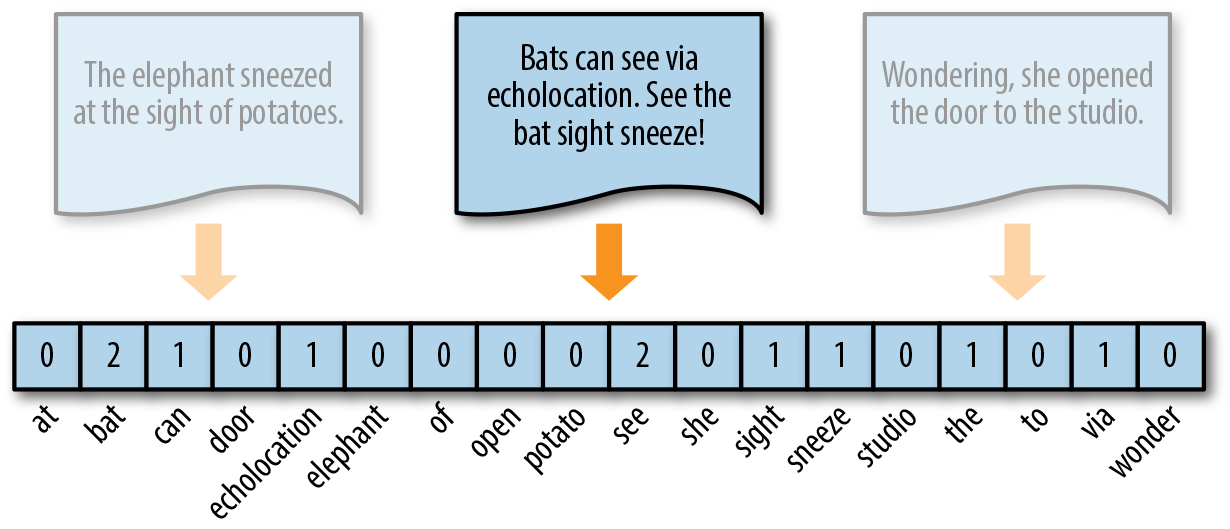 The elephant sneezed
at the sight of potatoes.
Bats can see via
echolocation. See the
bat sight sneeze!
Wondering, she opened
the door to the studio.
0 2 1 0 1 0 0 0 0 2 0 1 1 0 1 0 1 0
at bat can door echolocation elephant of open potato see she sight sneeze studio the to via wonder